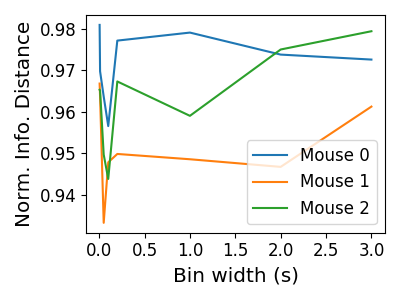 Norm. Info. Distance
0.98
0.97
0.96
0.95
0.94
Mouse 0
Mouse 1
Mouse 2
0.0 0.5 1.0 1.5 2.0 2.5 3.0
Bin width (s)